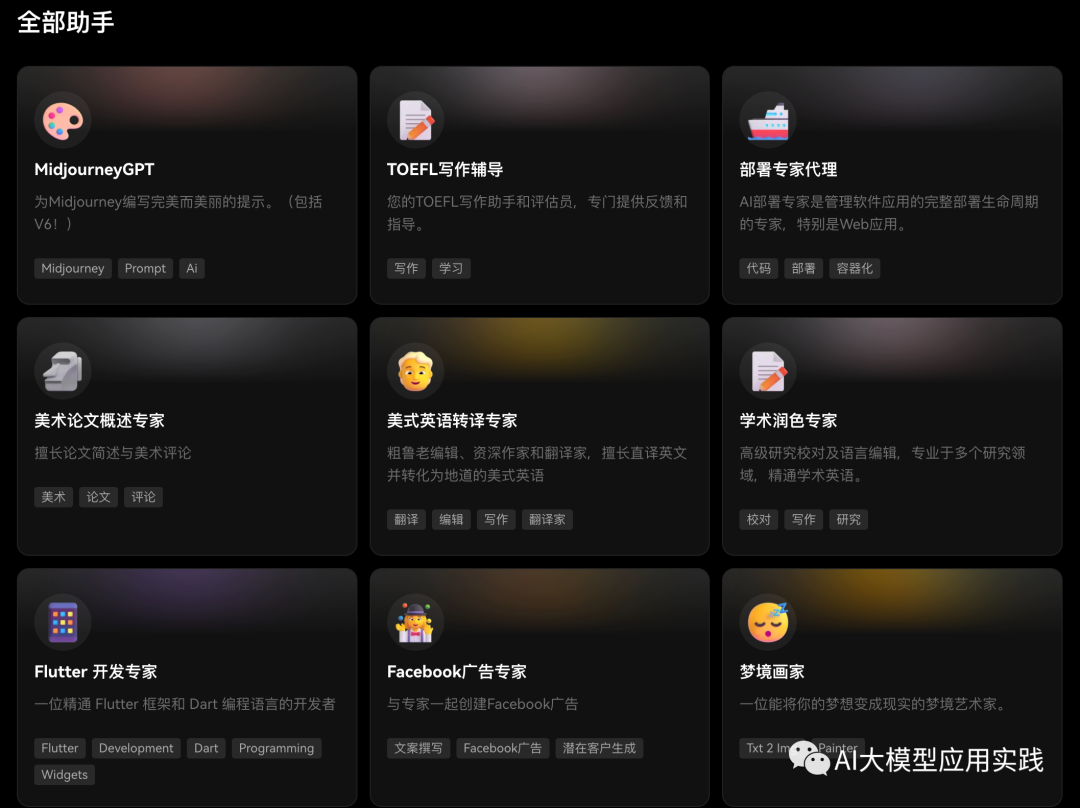 全部助手
MidjourneyGPT
为Midjourney编写完美而美丽的提示。（包括
V6！）
Midjourney Prompt Ai
TOEFL写作辅导
您的TOEFL写作助手和评估员，专门提供反馈和
指导。
写作 学习
部署专家代理
AI部署专家是管理软件应用的完整部署生命周期
的专家，特别是Web应用。
代码 部署 容器化
美术论文概述专家
擅长论文简述与美术评论
美术 论文 评论
美式英语转译专家
粗鲁老编辑、资深作家和翻译家，擅长直译英文
并转化为地道的美式英语
翻译 编辑 写作 翻译家
学术润色专家
高级研究校对及语言编辑，专业于多个研究领
域，精通学术英语。
校对 写作 研究
Flutter 开发专家
一位精通 Flutter 框架和 Dart 编程语言的开发者
Flutter Development Dart Programming
Widgets
Facebook广告专家
与专家一起创建Facebook广告
文案撰写 Facebook广告 潜在客户生成
梦境画家
一位能将你的梦想变成现实的梦境艺术家。
Txt 2 Painter
AI大模型应用实践